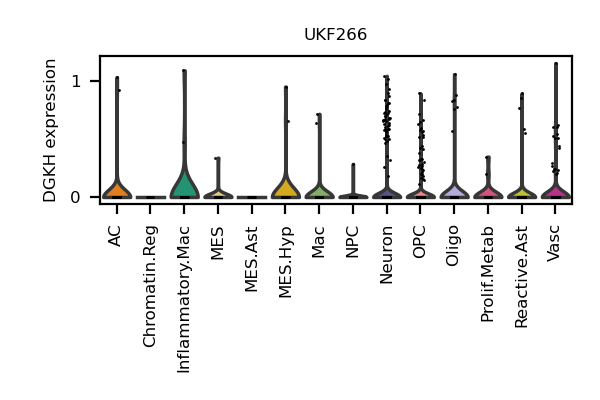 UKF266
DGKH expression
1
0
AC
Chromatin.Reg
Inflammatory.Mac
MES
MES.Ast
MES.Hyp
Mac
NPC
Neuron
OPC
Oligo
Prolif.Metab
Reactive.Ast
Vasc